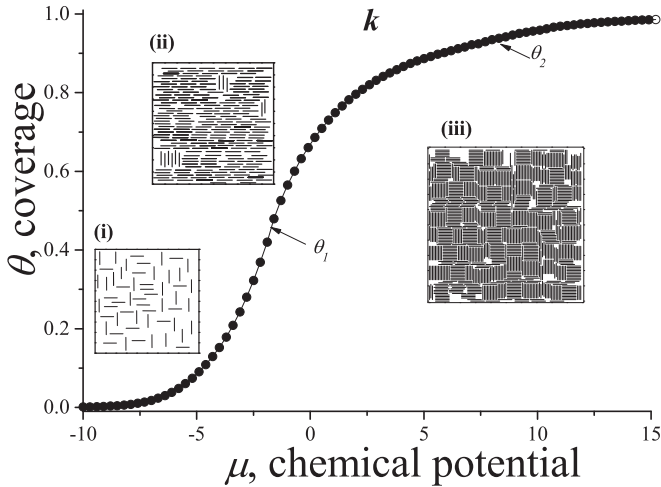 k
1.0
(ii)
θ2
0.8
(iii)
0.6
θ, coverage
(i)
0.4
θ1
0.2
0.0
-10 -5 0 5 10 15
μ, chemical potential